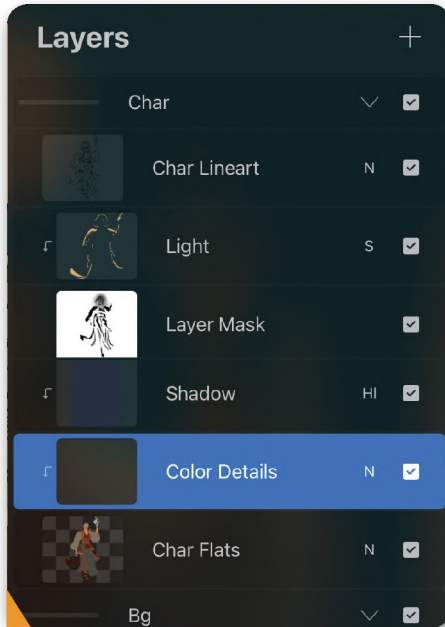 Layers +
Char
Char Lineart N
Light S
Layer Mask
Shadow HI
Color Details N
Char Flats N
Bg